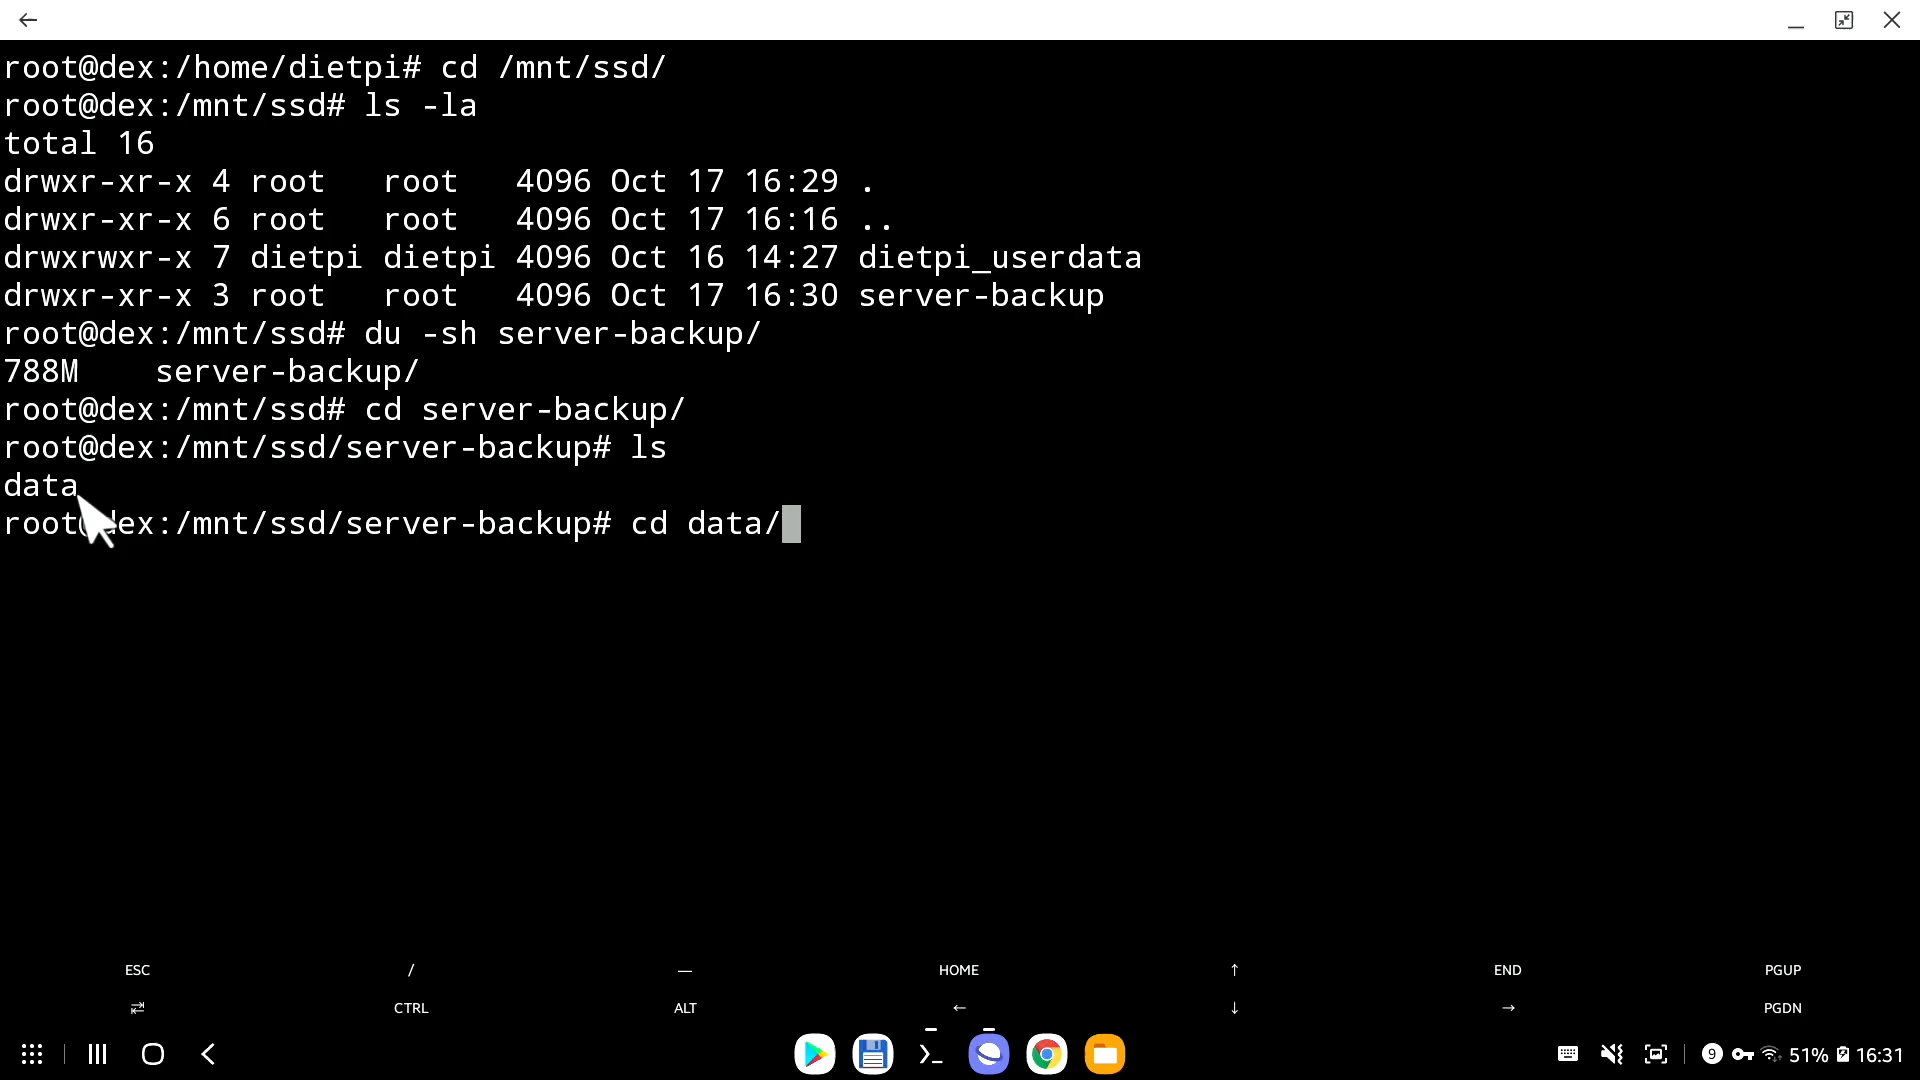 root@dex:/home/dietpi# cd /mnt/ssd/
root@dex:/mnt/ssd# ls -la
total 16
drwxr-xr-x 4 root   root   4096 Oct 17 16:29 .
drwxr-xr-x 6 root   root   4096 Oct 17 16:16 ..
drwxrwxr-x 7 dietpi dietpi 4096 Oct 16 14:27 dietpi_userdata
drwxr-xr-x 3 root   root   4096 Oct 17 16:30 server-backup
root@dex:/mnt/ssd# du -sh server-backup/
788M    server-backup/
root@dex:/mnt/ssd# cd server-backup/
root@dex:/mnt/ssd/server-backup# ls
data
root@dex:/mnt/ssd/server-backup# cd data/
ESC / — HOME ↑ END PGUP
⇄ CTRL ALT ← ↓ → PGDN
9 51% 16:31